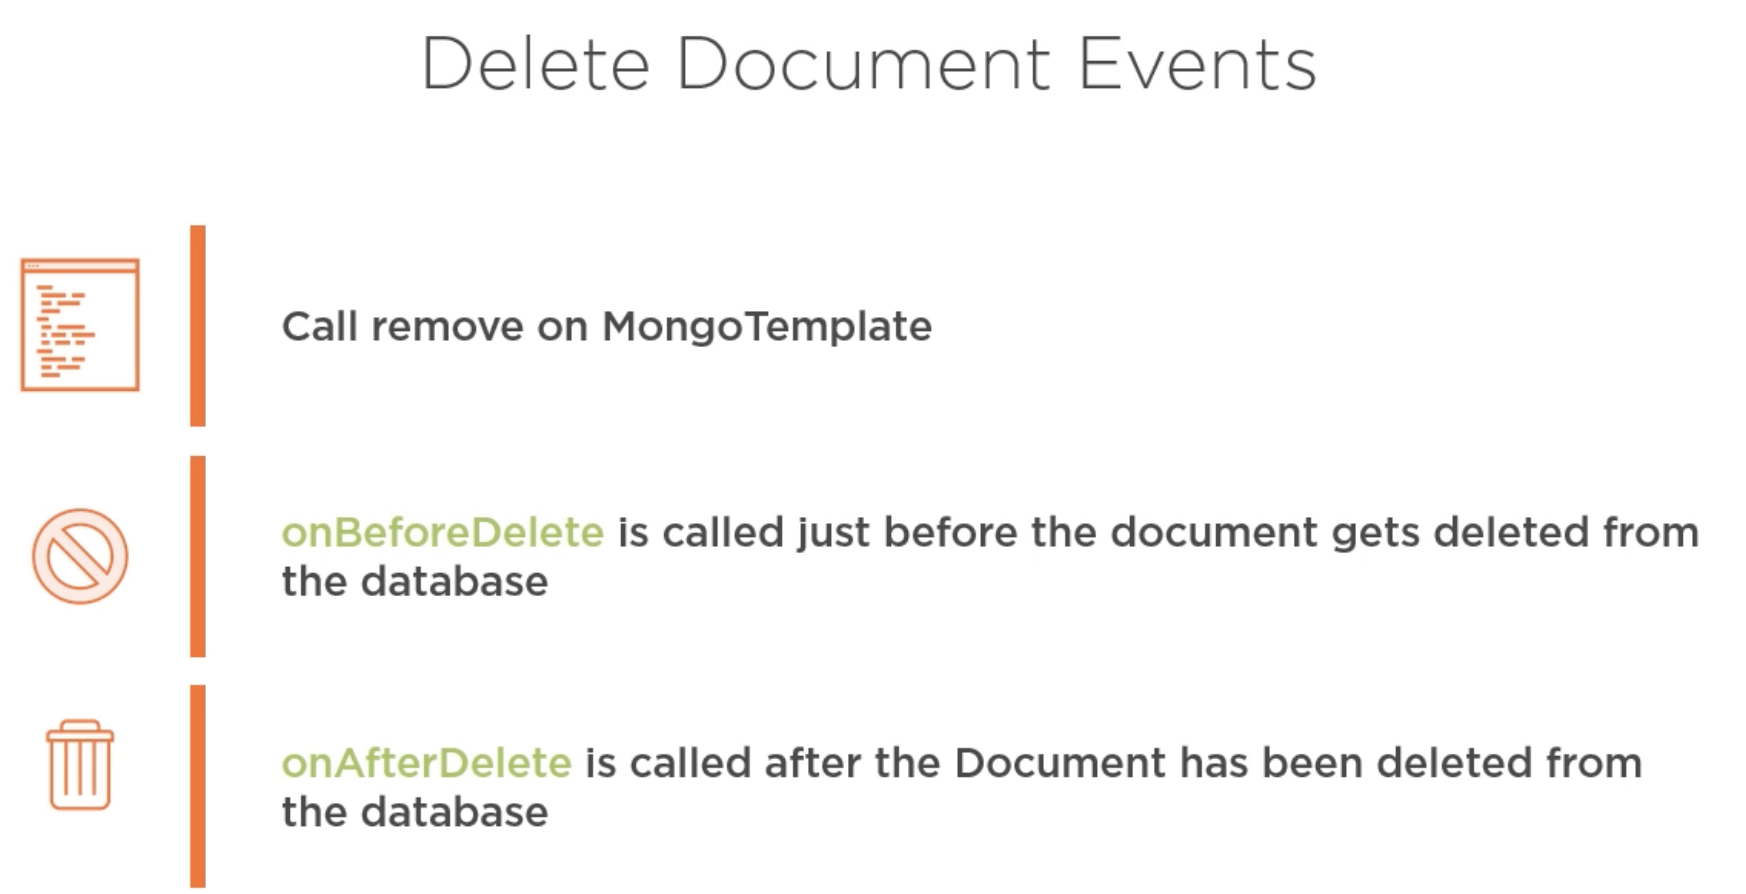 Delete Document Events
Call remove on MongoTemplate
onBeforeDelete is called just before the document gets deleted from
the database
onAfterDelete is called after the Document has been deleted from
the database